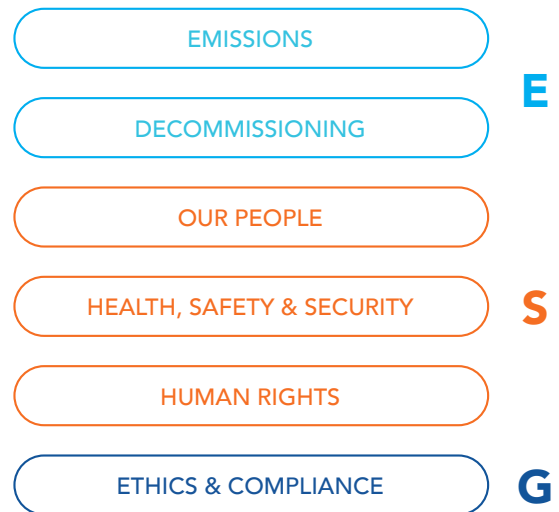 EMISSIONS
E
DECOMMISSIONING
OUR PEOPLE
HEALTH, SAFETY & SECURITY
S
HUMAN RIGHTS
ETHICS & COMPLIANCE
G